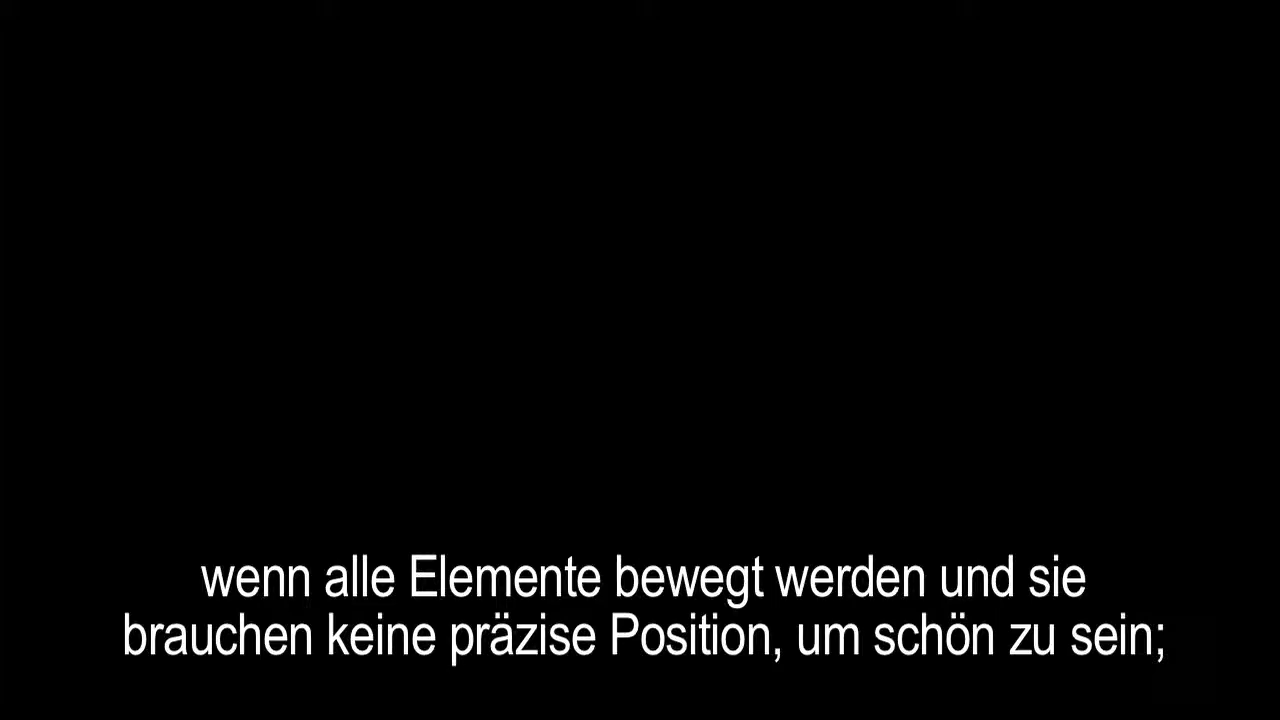 wenn alle Elemente bewegt werden und sie
brauchen keine präzise Position, um schön zu sein;